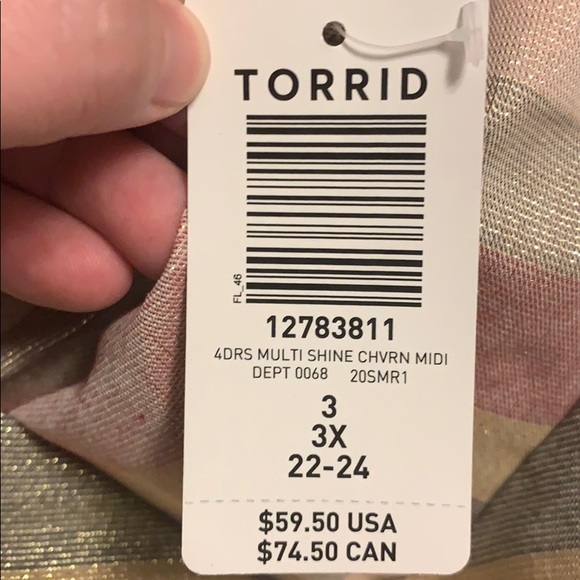 TORRID
FL_46
12783811
4DRS MULTI SHINE CHVRN MIDI
DEPT 0068 20SMR1
3
3X
22-24
$59.50 USA
$74.50 CAN